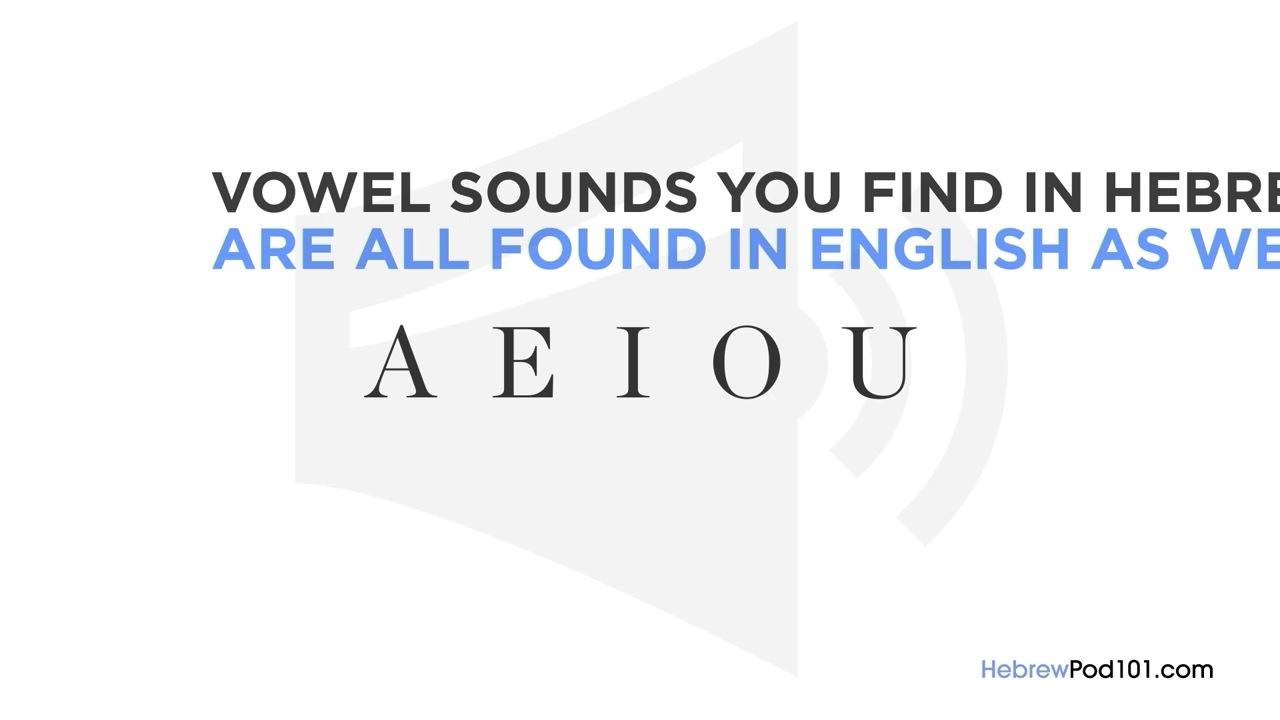 VOWEL SOUNDS YOU FIND IN HEBRE
ARE ALL FOUND IN ENGLISH AS WE
A E I O U
HebrewPod101.com